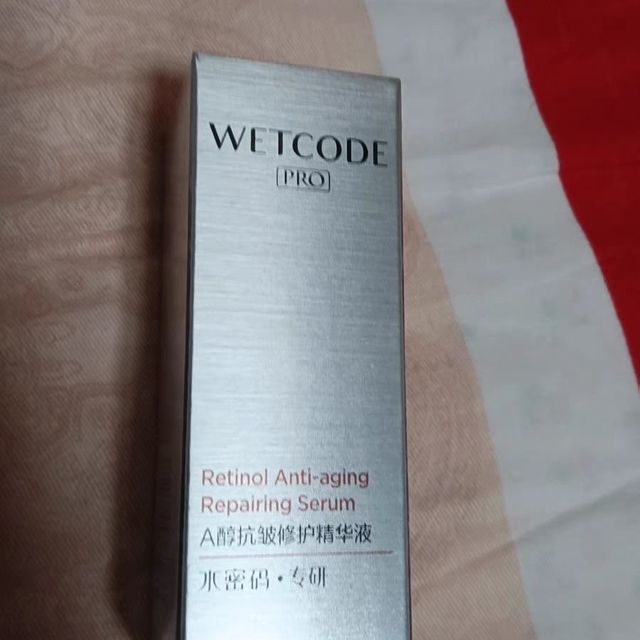 WETCODE
PRO
Retinol Anti-aging
Repairing Serum
A醇抗皱修护精华液
水密码·专研